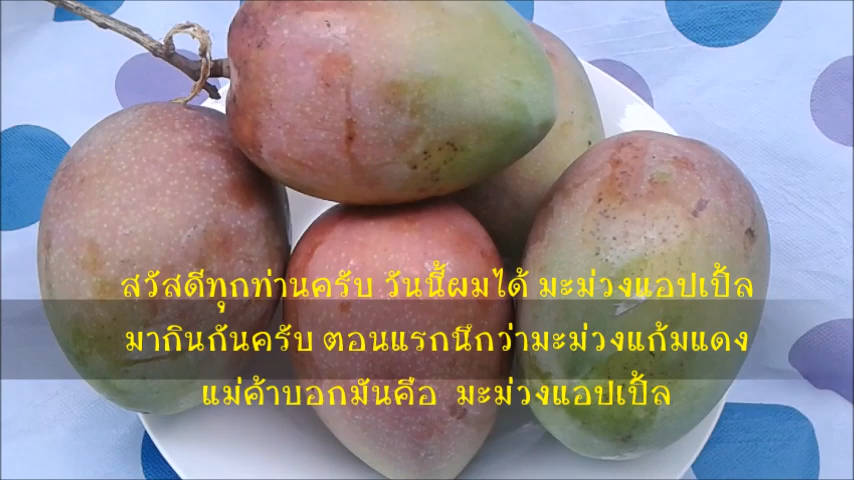 สวัสดีทุกท่านครับ วันนี้ผมได้ มะม่วงแอปเปิ้ล
มากินกันครับ ตอนแรกนึกว่ามะม่วงแก้มแดง
แม่ค้าบอกมันคือ มะม่วงแอปเปิ้ล